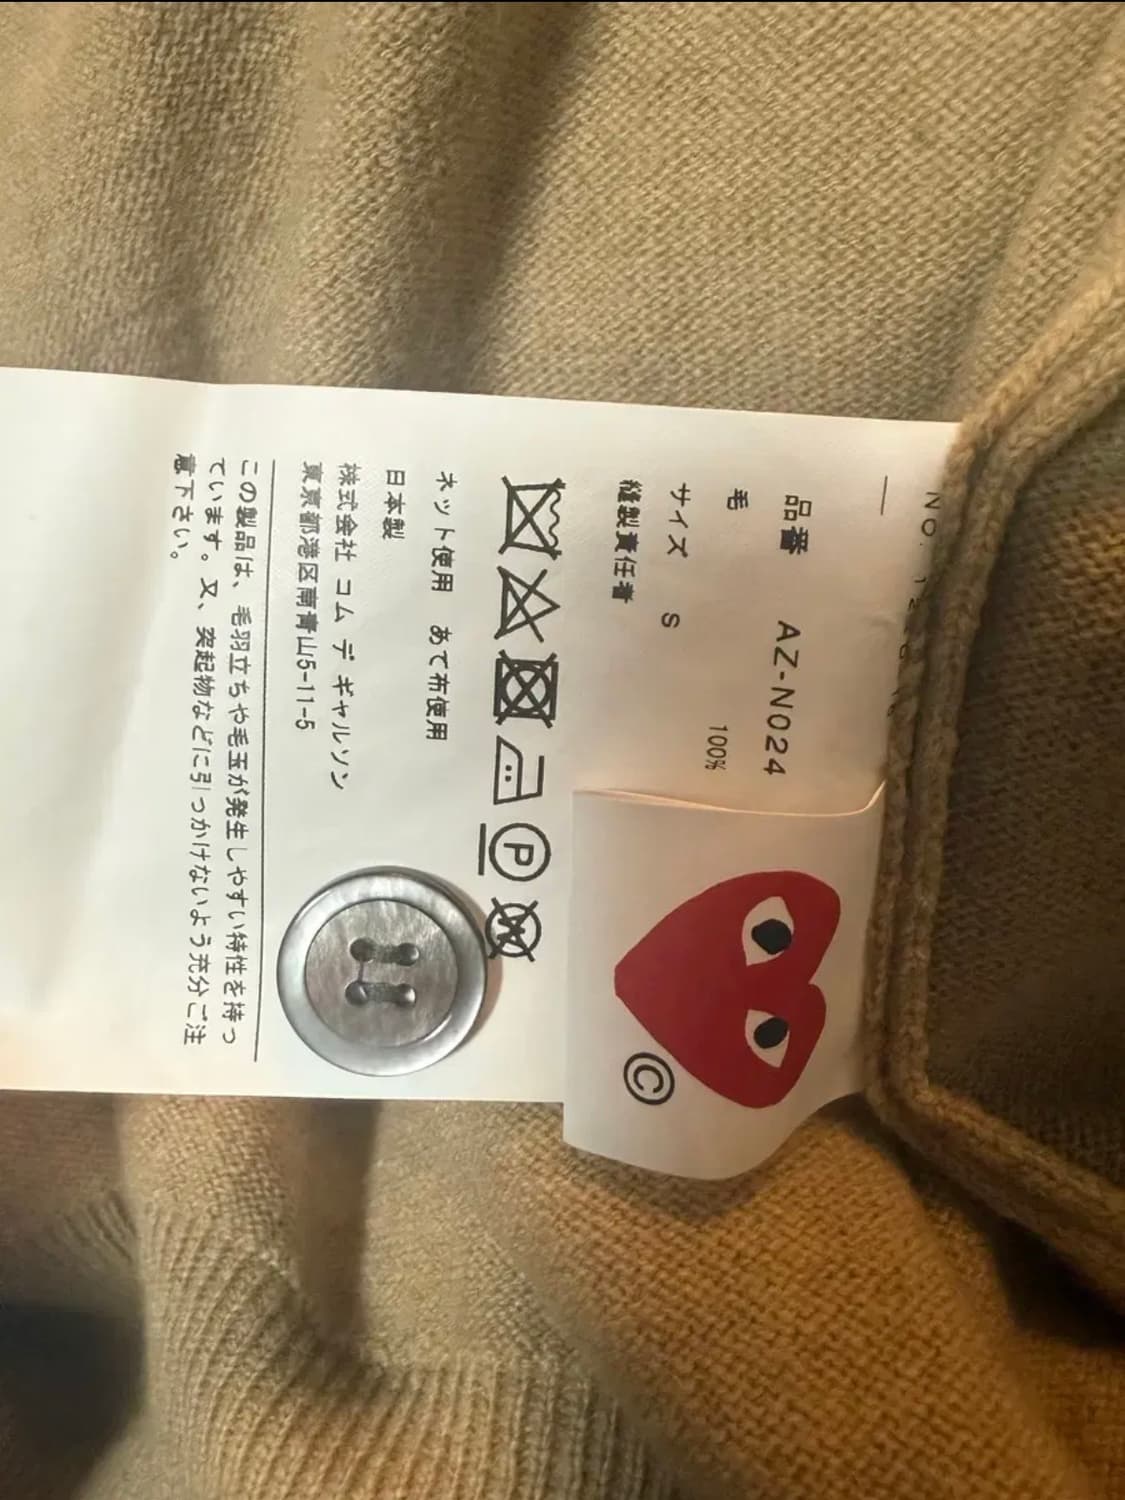 品番 AZ-N024
毛 100%
サイズ S
縫製責任者
P
W
ネット使用 あて布使用
日本製
株式会社 コム デ ギャルソン
東京都港区南青山5-11-5
この製品は、毛羽立ちや毛玉が発生しやすい特性を持っ
ています。又、突起物などに引っかけないよう充分ご注
意下さい。
©